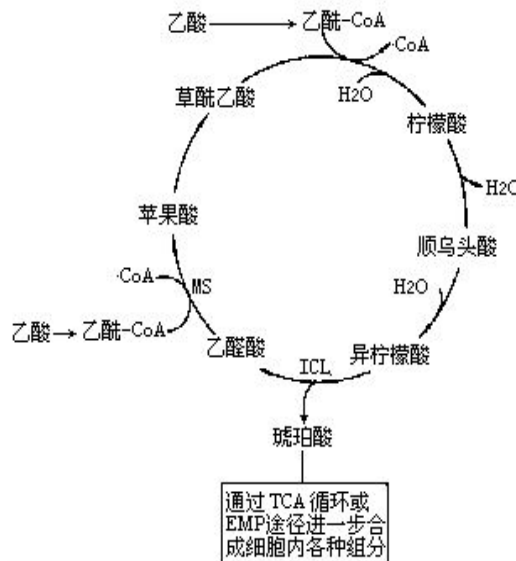 乙酸 → 乙酰-CoA
·CoA
草酰乙酸
H2O
柠檬酸
H2O
苹果酸
顺乌头酸
·CoA
MS
H2O
乙酸 → 乙酰-CoA
乙醛酸
ICL
异柠檬酸
琥珀酸
通过 TCA 循环或
EMP途径进一步合
成细胞内各种组分